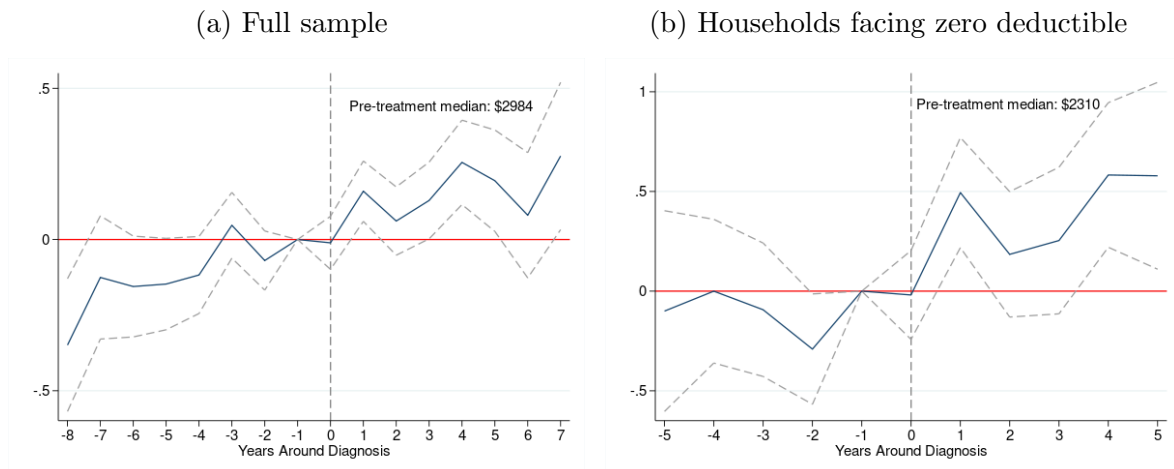 (a) Full sample
.5
0
-.5
Pre-treatment median: $2984
-8 -7 -6 -5 -4 -3 -2 -1 0 1 2 3 4 5 6 7
Years Around Diagnosis
(b) Households facing zero deductible
1
.5
0
-.5
Pre-treatment median: $2310
-5 -4 -3 -2 -1 0 1 2 3 4 5
Years Around Diagnosis